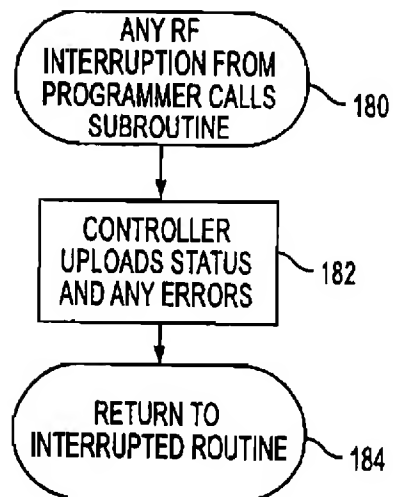 ANY RF
INTERRUPTION FROM
PROGRAMMER CALLS
SUBROUTINE
180
CONTROLLER
UPLOADS STATUS
AND ANY ERRORS
182
RETURN TO
INTERRUPTED ROUTINE
184